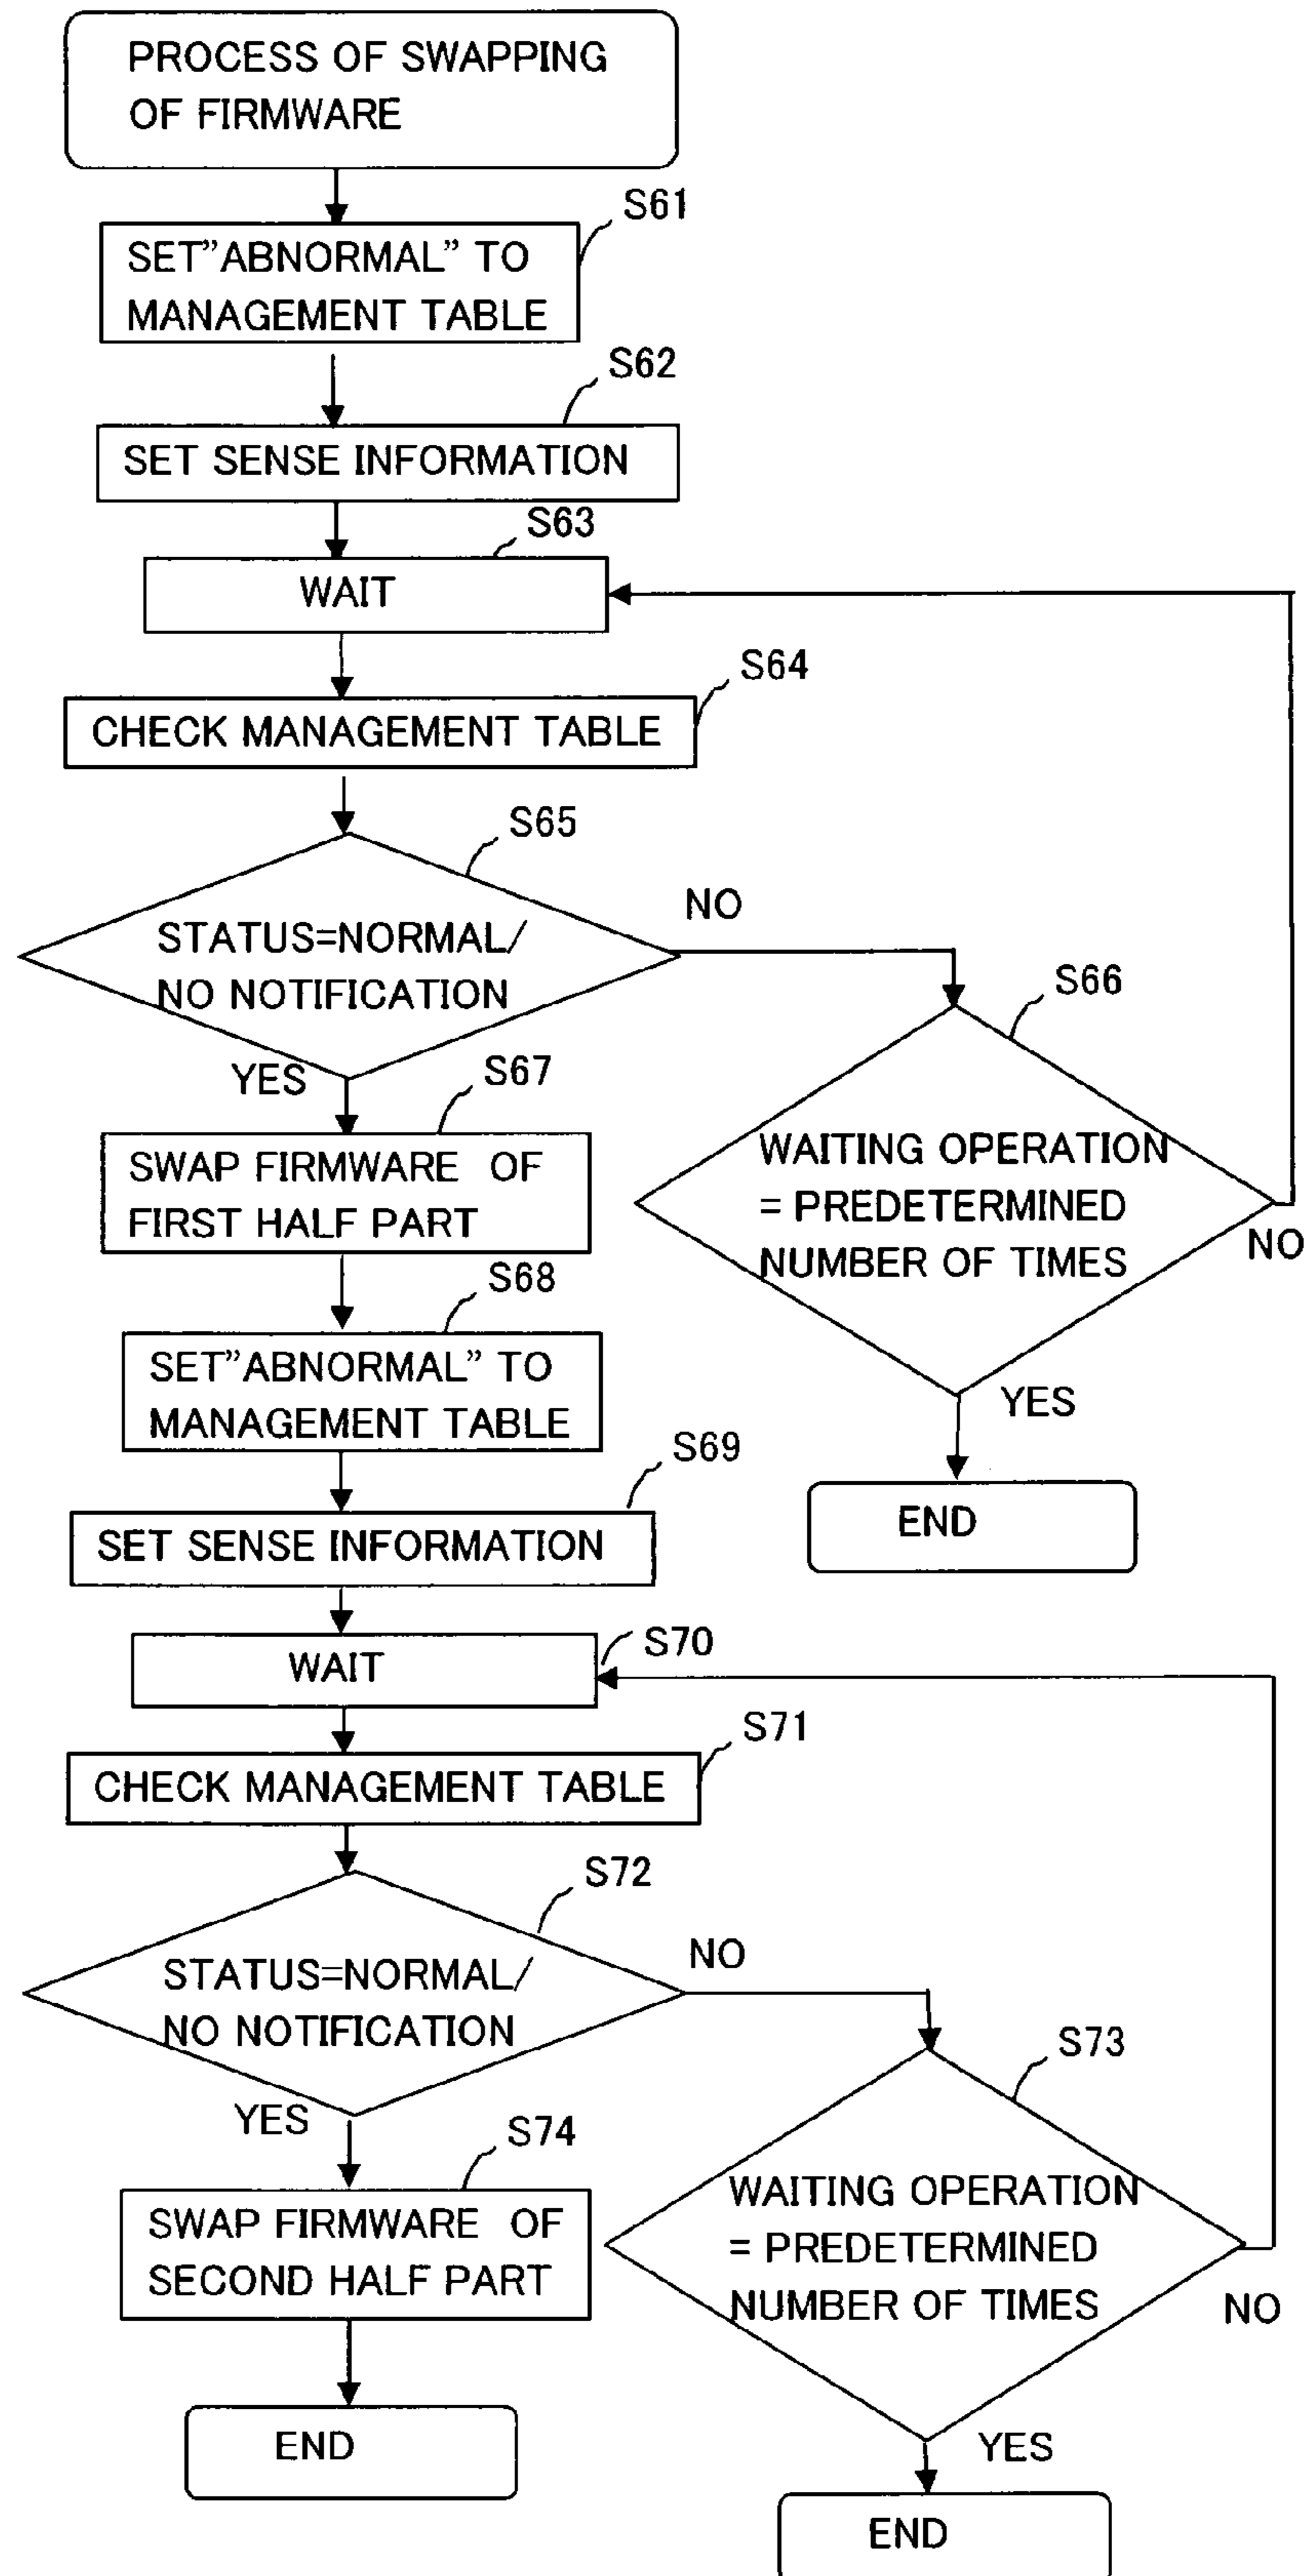 PROCESS OF SWAPPING
OF FIRMWARE
S61
SET”ABNORMAL” TO
MANAGEMENT TABLE
S62
SET SENSE INFORMATION
S63
WAIT
S64
CHECK MANAGEMENT TABLE
S65
STATUS=NORMAL/
NO NOTIFICATION
NO
YES
S66
WAITING OPERATION
= PREDETERMINED
NUMBER OF TIMES
NO
YES
END
S67
SWAP FIRMWARE OF
FIRST HALF PART
S68
SET”ABNORMAL” TO
MANAGEMENT TABLE
S69
SET SENSE INFORMATION
S70
WAIT
S71
CHECK MANAGEMENT TABLE
S72
STATUS=NORMAL/
NO NOTIFICATION
NO
YES
S73
WAITING OPERATION
= PREDETERMINED
NUMBER OF TIMES
NO
YES
END
S74
SWAP FIRMWARE OF
SECOND HALF PART
END